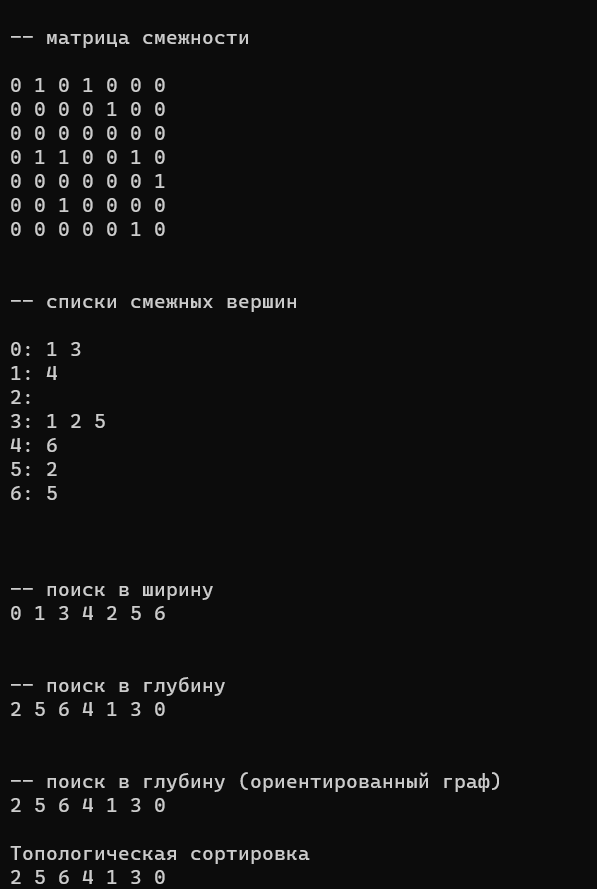 -- матрица смежности
0 1 0 1 0 0 0
0 0 0 0 1 0 0
0 0 0 0 0 0 0
0 1 1 0 0 1 0
0 0 0 0 0 0 1
0 0 1 0 0 0 0
0 0 0 0 0 1 0
-- списки смежных вершин
0: 1 3
1: 4
2:
3: 1 2 5
4: 6
5: 2
6: 5
-- поиск в ширину
0 1 3 4 2 5 6
-- поиск в глубину
2 5 6 4 1 3 0
-- поиск в глубину (ориентированный граф)
2 5 6 4 1 3 0
Топологическая сортировка
2 5 6 4 1 3 0